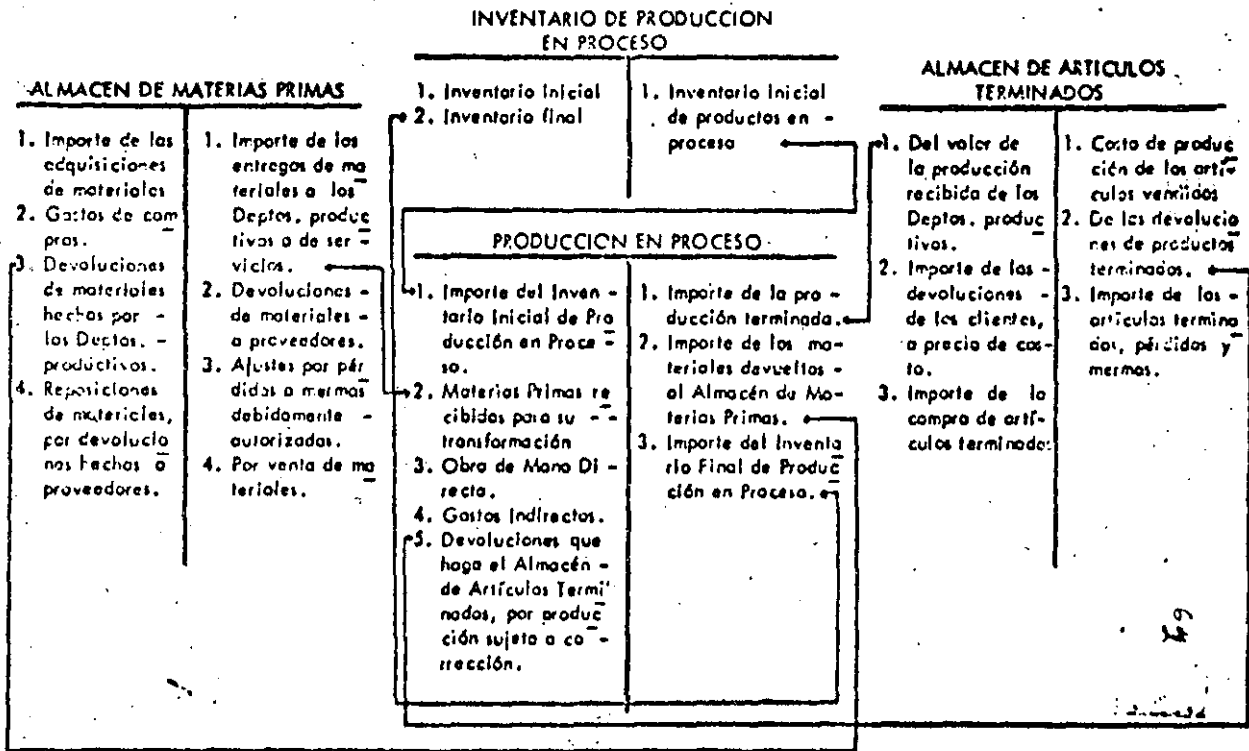 INVENTARIO DE PRODUCCION
EN PROCESO
1. Inventario Inicial
2. Inventario final
1. Inventario Inicial
de productos en -
proceso
ALMACEN DE MATERIAS PRIMAS
1. Importe de las
adquisiciones
de materiales
2. Gastos de com
pras.
3. Devoluciones
de materiales
hechas por -
los Deptos. -
productivos.
4. Reposiciones
de materiales,
por devolucio
nes hechas a
proveedores.
1. Importe de las
entregas de ma
teriales a los
Deptos. produc
tivos o de ser -
vicios.
2. Devoluciones -
de materiales -
a proveedores.
3. Ajustes por pér
didas o mermas
debidamente -
autorizadas.
4. Por venta de ma
teriales.
PRODUCCION EN PROCESO
1. Importe del Inven -
tario Inicial de Pro
ducción en Proce -
so.
2. Materias Primas re
cibidas para su - -
transformación
3. Obra de Mano Di -
recta.
4. Gastos Indirectos.
5. Devoluciones que
haga el Almacén -
de Artículos Termi
nados, por produc
ción sujeta a co -
rrección.
1. Importe de la pro -
ducción terminada.
2. Importe de los ma-
teriales devueltos -
al Almacén de Ma-
terias Primas.
3. Importe del Inventa
rio Final de Produc
ción en Proceso.
ALMACEN DE ARTICULOS
TERMINADOS
1. Del valor de
la producción
recibida de los
Deptos. produc
tivos.
2. Importe de las -
devoluciones -
de los clientes,
a precio de cos-
to.
3. Importe de la
compra de artí-
culos terminados
1. Costo de produc
ción de los artí-
culos vendidos
2. De las devolucio
nes de productos
terminados.
3. Importe de los -
artículos termina
dos, pérdidas y
mermas.